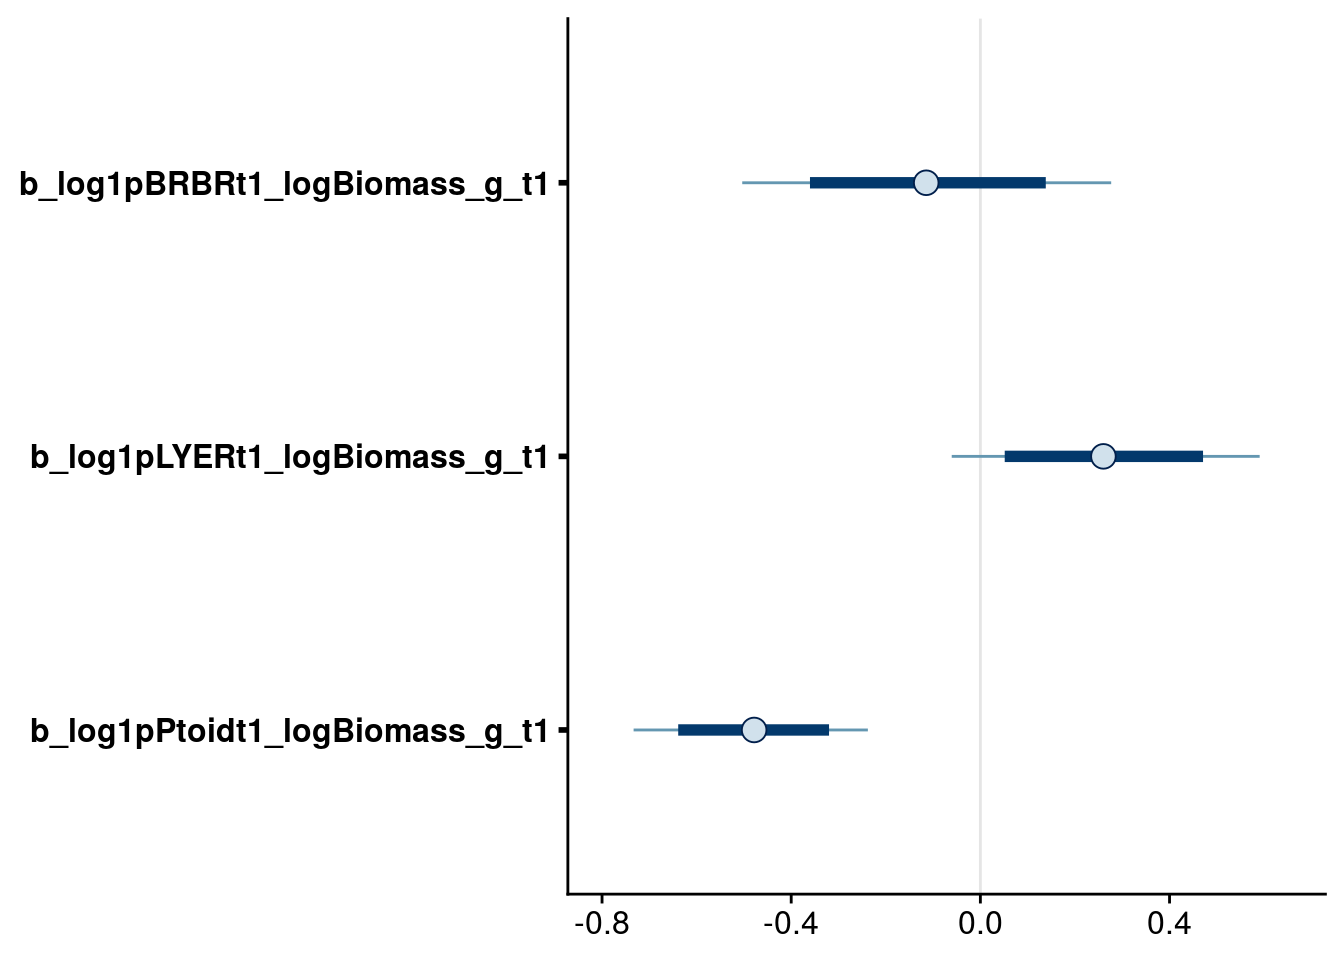 b_log1pBRBRt1_logBiomass_g_t1
b_log1pLYERt1_logBiomass_g_t1
b_log1pPtoidt1_logBiomass_g_t1
-0.8 -0.4 0.0 0.4